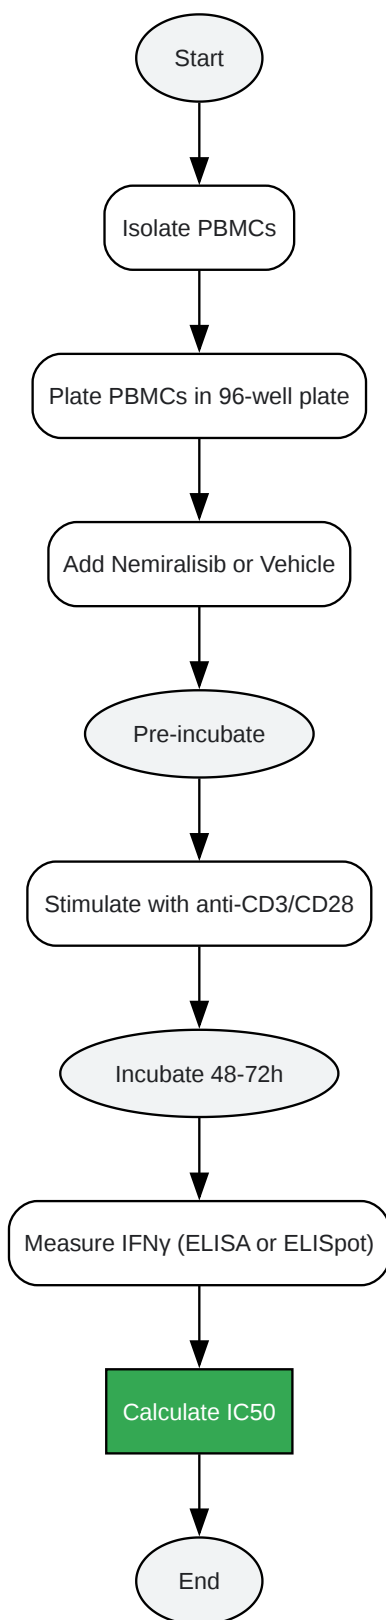 Start
Isolate PBMCs
Plate PBMCs in 96-well plate
Add Nemiralisib or Vehicle
Pre-incubate
Stimulate with anti-CD3/CD28
Incubate 48-72h
Measure IFNγ (ELISA or ELISpot)
Calculate IC50
End